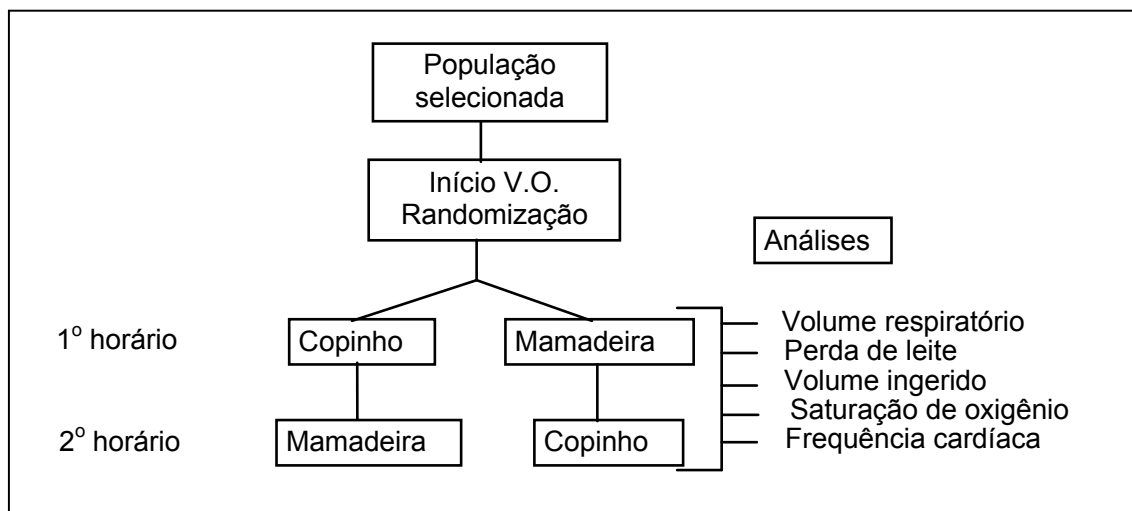 População
selecionada
Início V.O.
Randomização
Análises
1º horário
Copinho
Mamadeira
Volume respiratório
Perda de leite
Volume ingerido
Saturação de oxigênio
Frequência cardíaca
2º horário
Mamadeira
Copinho